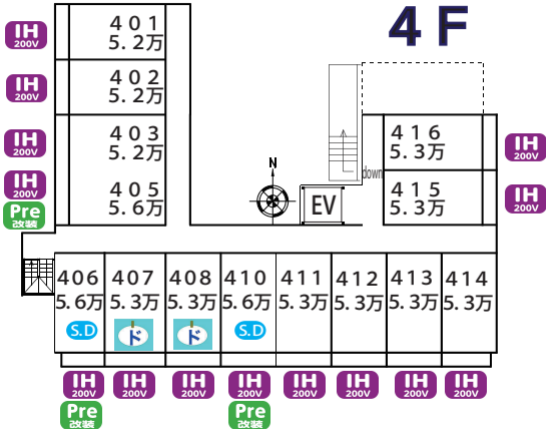 4F
IH
200V
401
5.2万
IH
200V
402
5.2万
IH
200V
403
5.2万
IH
200V
Pre
改装
405
5.6万
N
EV
down
416
5.3万
IH
200V
415
5.3万
IH
200V
406
5.6万
S.D
407
5.3万
ド
408
5.3万
ド
410
5.6万
S.D
411
5.3万
412
5.3万
413
5.3万
414
5.3万
IH
200V
Pre
改装
IH
200V
IH
200V
IH
200V
Pre
改装
IH
200V
IH
200V
IH
200V
IH
200V